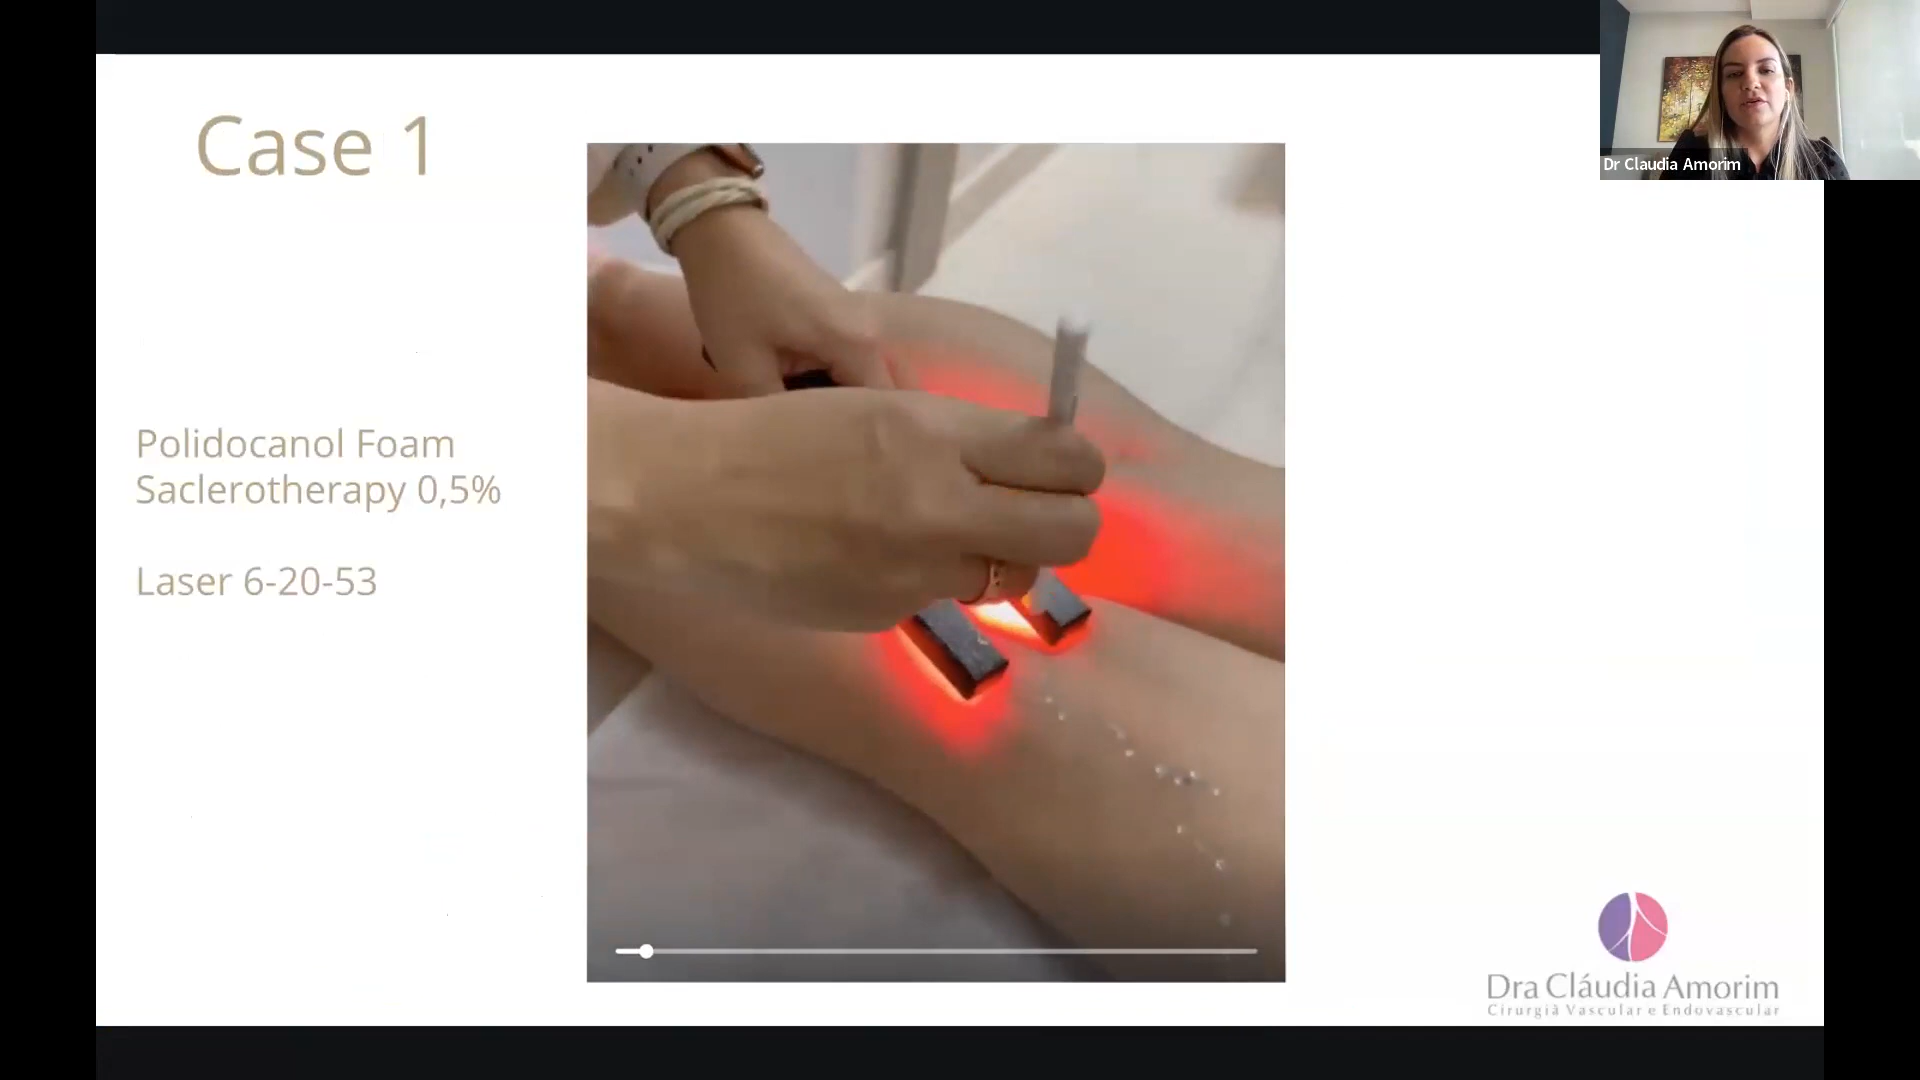 Case 1
Dr Claudia Amorim
Polidocanol Foam
Saclerotherapy 0,5%
Laser 6-20-53
Dra Cláudia Amorim
Cirurgiã Vascular e Endovascular